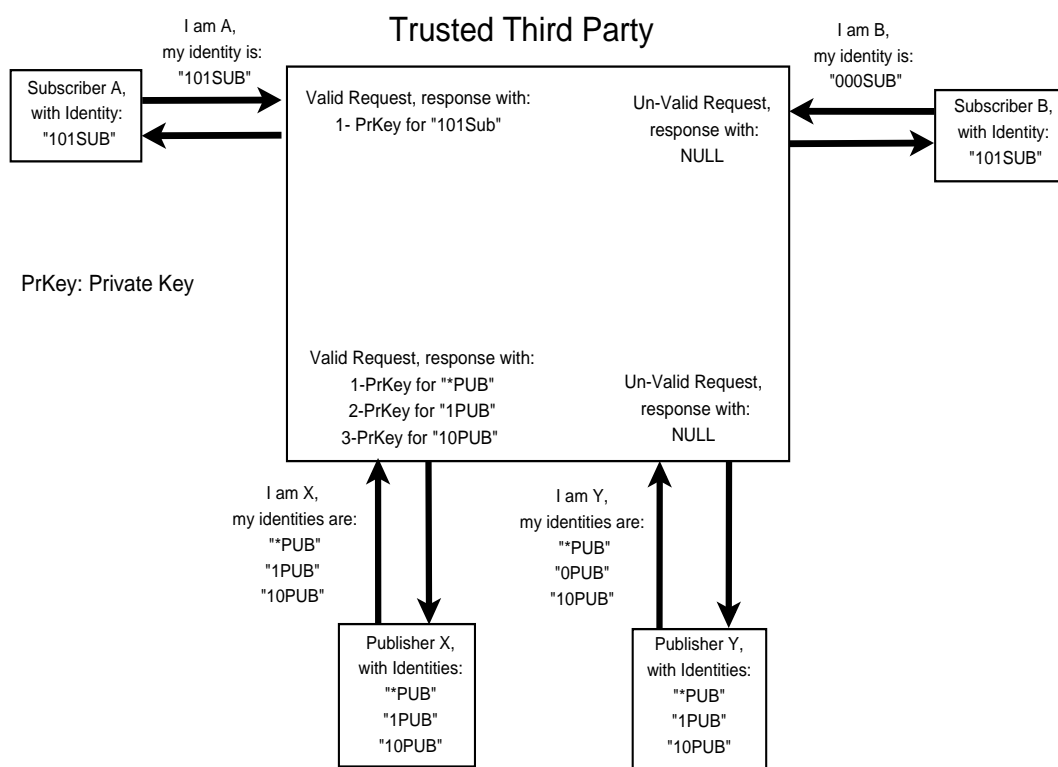 Trusted Third Party
I am A,
my identity is:
"101SUB"
Subscriber A,
with Identity:
"101SUB"
Valid Request, response with:
1- PrKey for "101Sub"
Un-Valid Request,
response with:
NULL
I am B,
my identity is:
"000SUB"
Subscriber B,
with Identity:
"101SUB"
PrKey: Private Key
Valid Request, response with:
1-PrKey for "*PUB"
2-PrKey for "1PUB"
3-PrKey for "10PUB"
Un-Valid Request,
response with:
NULL
I am X,
my identities are:
"*PUB"
"1PUB"
"10PUB"
I am Y,
my identities are:
"*PUB"
"0PUB"
"10PUB"
Publisher X,
with Identities:
"*PUB"
"1PUB"
"10PUB"
Publisher Y,
with Identities:
"*PUB"
"1PUB"
"10PUB"